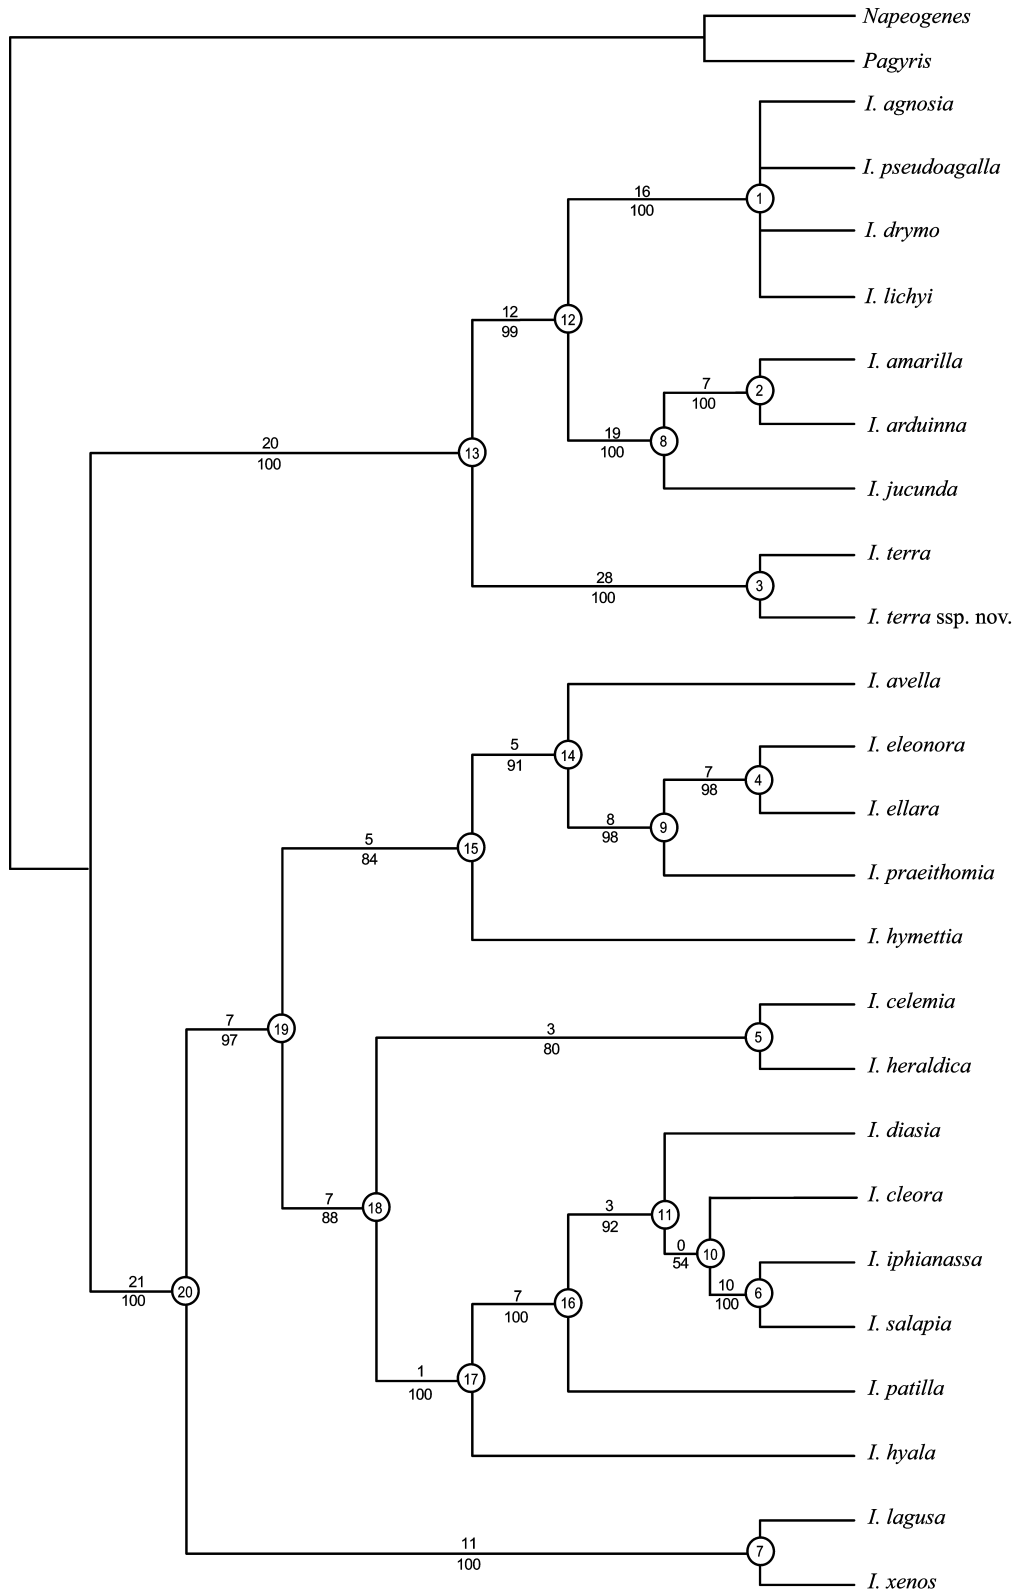 Napeogenes
Pagyris
I. agnosia
I. pseudoagalla
16
1
100
I. drymo
I. lichyi
12
12
99
I. amarilla
7
2
100
I. arduinna
19
8
100
20
13
100
I. jucunda
I. terra
28
3
100
I. terra ssp. nov.
I. avella
5
14
91
I. eleonora
7
4
98
I. ellara
8
9
98
5
15
84
I. praeithomia
I. hymettia
I. celemia
7
19
97
3
5
80
I. heraldica
I. diasia
I. cleora
7
18
88
3
11
92
0
10
54
I. iphianassa
10
6
100
21
20
100
7
16
100
I. salapia
1
17
100
I. patilla
I. hyala
I. lagusa
11
7
100
I. xenos